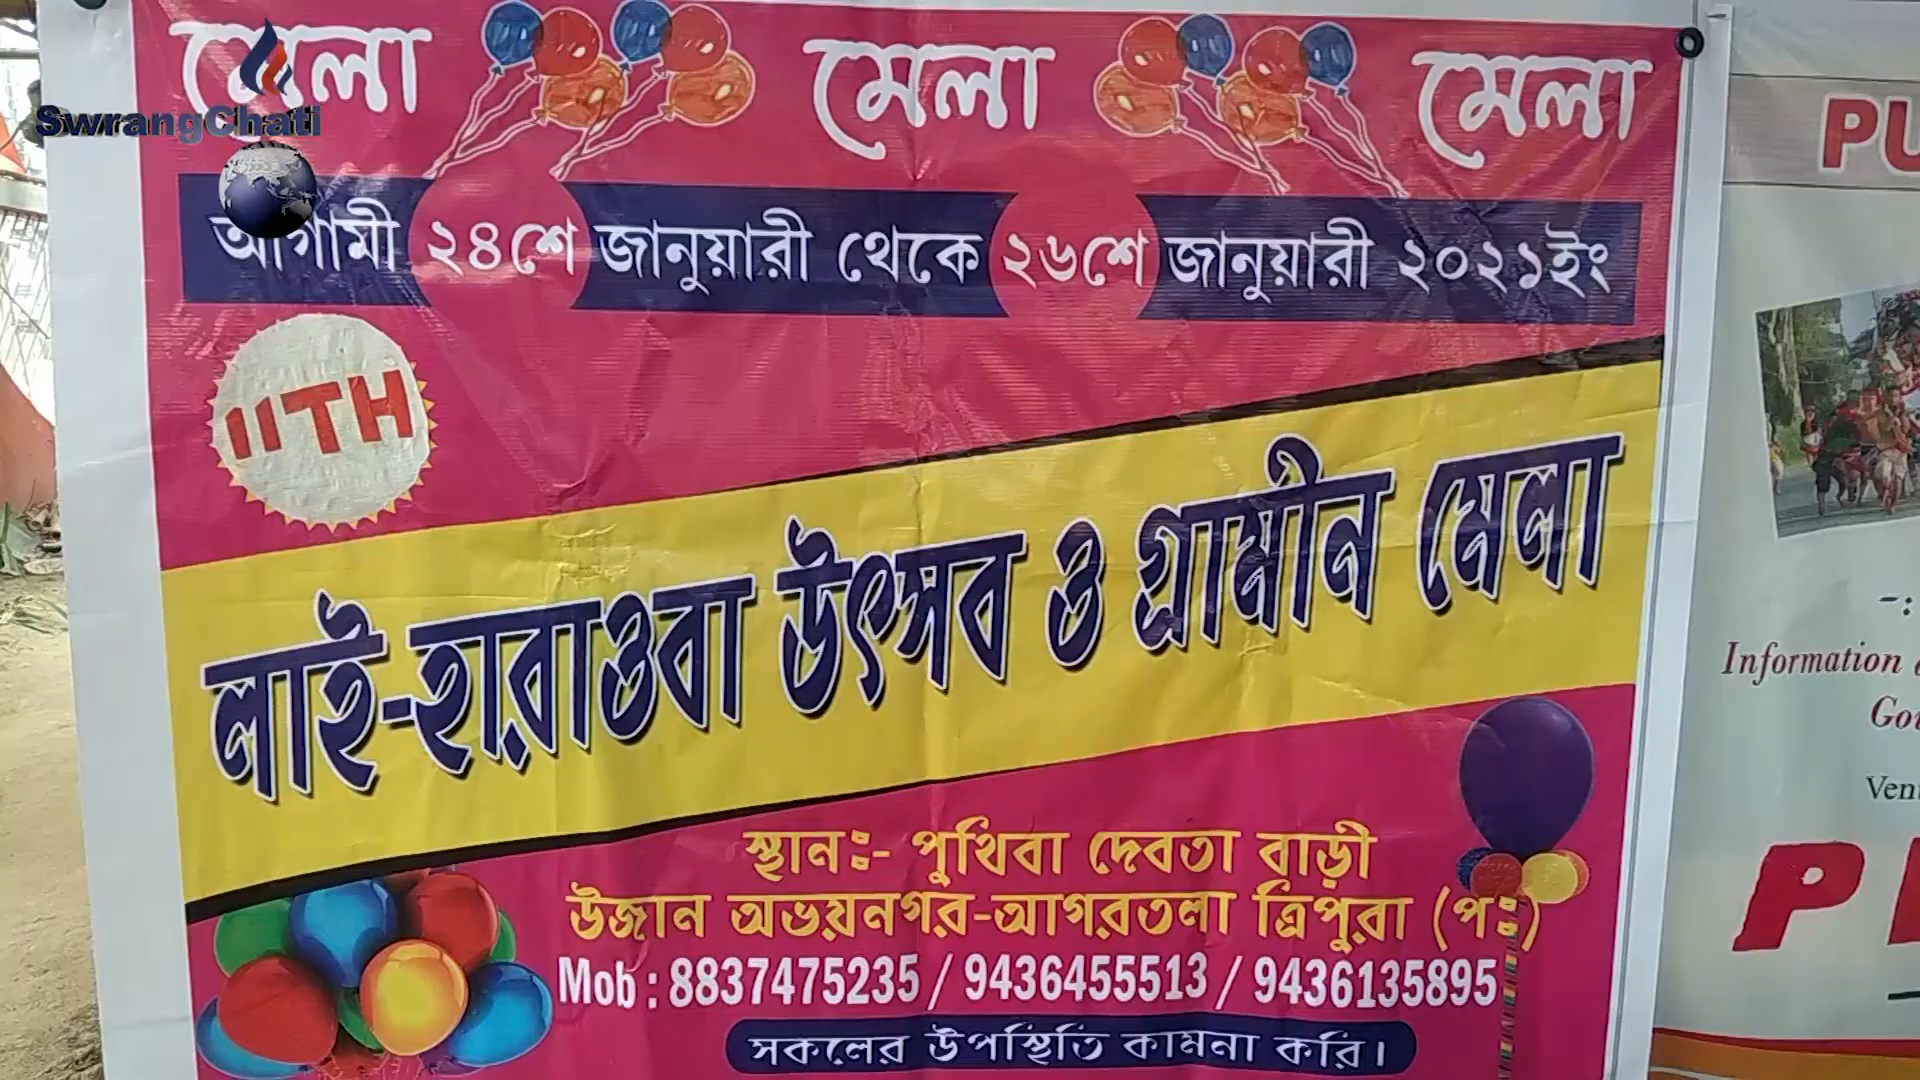 মেলা মেলা মেলা
SwrangChati
আগামী ২৪শে জানুয়ারী থেকে ২৬শে জানুয়ারী ২০২১ইং
11TH
লাই-হারাওবা উৎসব ও গ্রামীন মেলা
স্থানঃ- পুথিবা দেবতা বাড়ী
উজান অভয়নগর-আগরতলা ত্রিপুরা (পঃ)
Mob : 8837475235 / 9436455513 / 9436135895
সকলের উপস্থিতি কামনা করি।
PU
-:
Information
Go
Ven
P